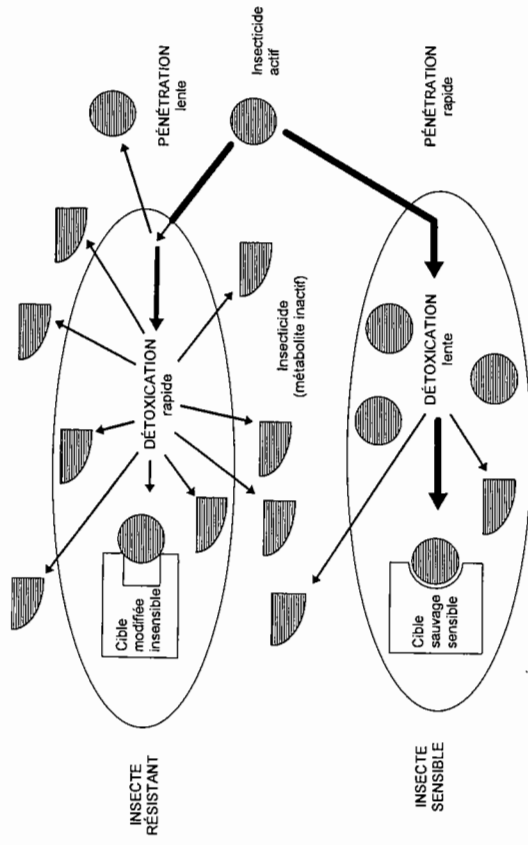 INSECTE
RÉSISTANT
Cible
modifiée
insensible
DÉTOXICATION
rapide
PÉNÉTRATION
lente
Insecticide
(métabolite inactif)
Insecticide
actif
INSECTE
SENSIBLE
Cible
sauvage
sensible
DÉTOXICATION
lente
PÉNÉTRATION
rapide